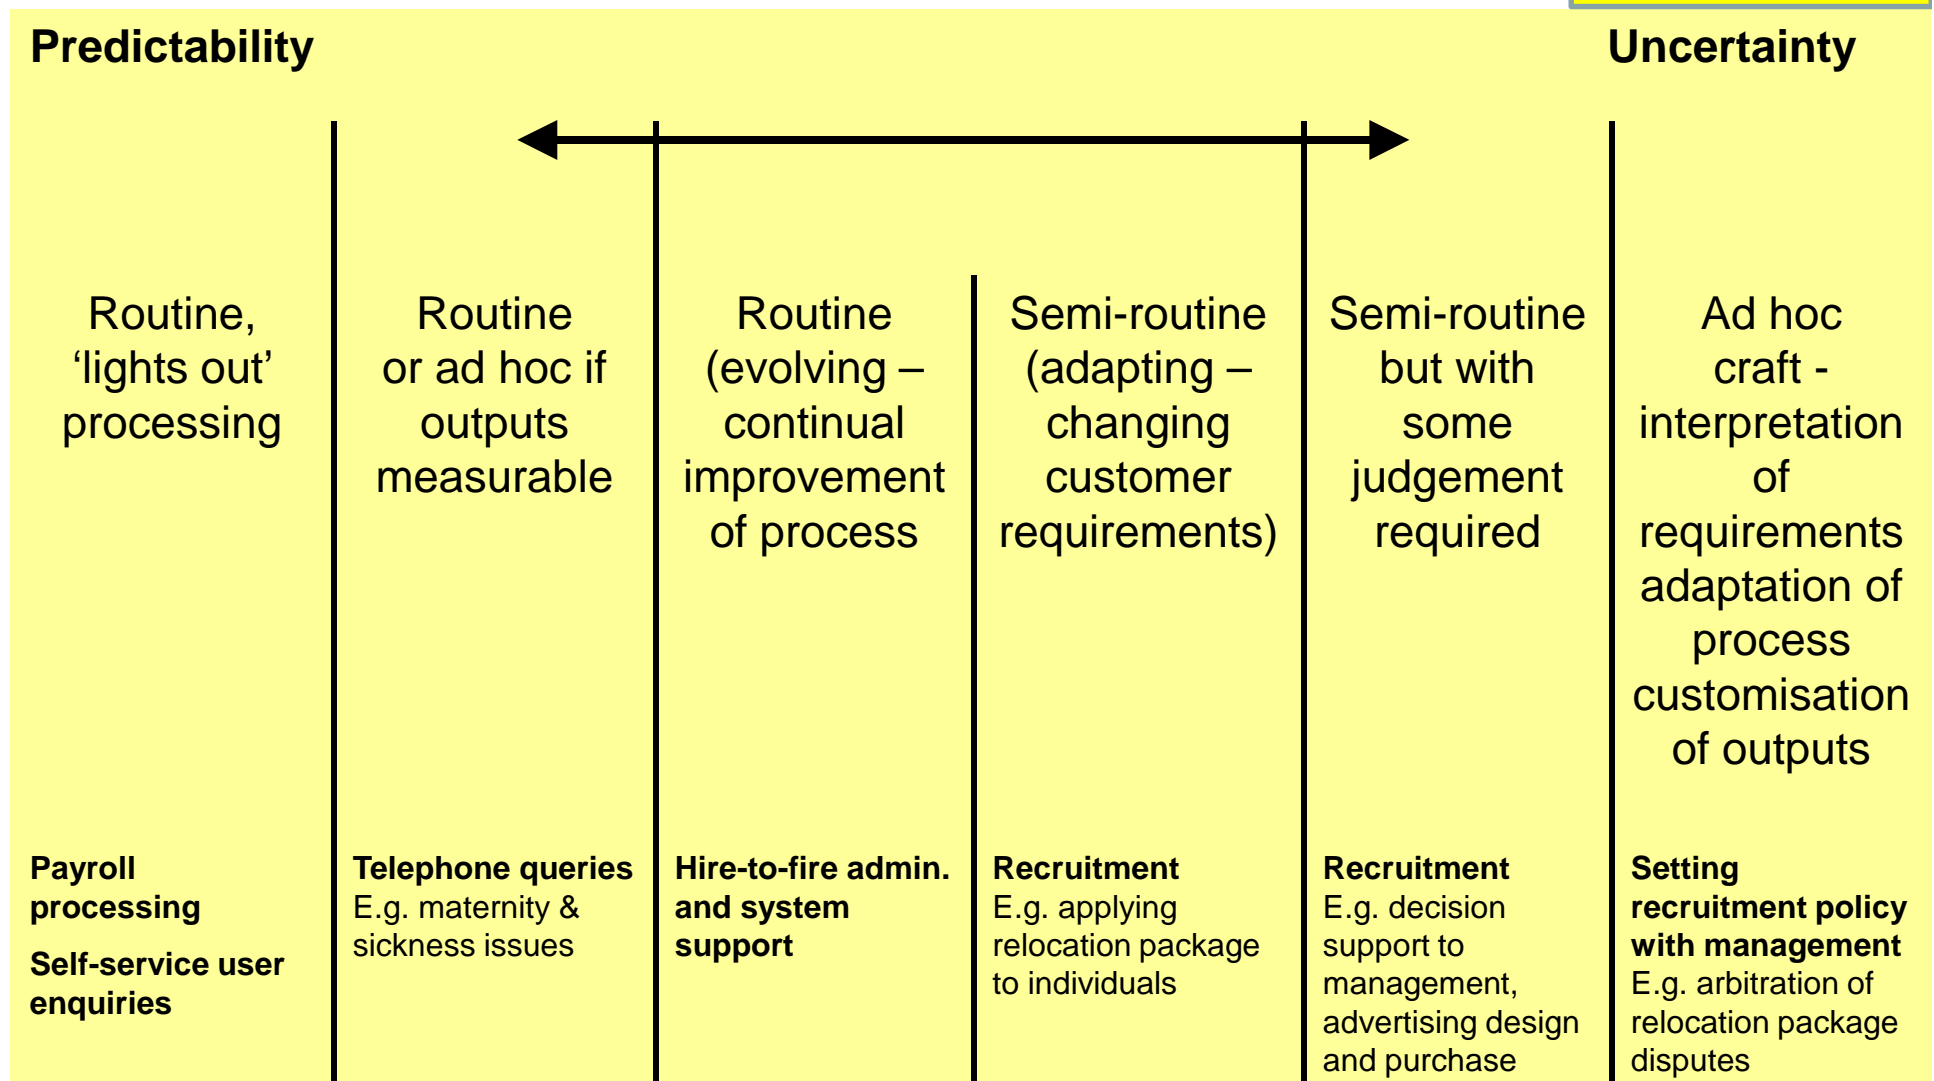 Predictability
Uncertainty
Routine,
‘lights out’
processing
Routine
or ad hoc if
outputs
measurable
Routine
(evolving –
continual
improvement
of process
Semi-routine
(adapting –
changing
customer
requirements)
Semi-routine
but with
some
judgement
required
Ad hoc
craft -
interpretation
of
requirements
adaptation of
process
customisation
of outputs
Payroll
processing
Self-service user
enquiries
Telephone queries
E.g. maternity &
sickness issues
Hire-to-fire admin.
and system
support
Recruitment
E.g. applying
relocation package
to individuals
Recruitment
E.g. decision
support to
management,
advertising design
and purchase
Setting
recruitment policy
with management
E.g. arbitration of
relocation package
disputes